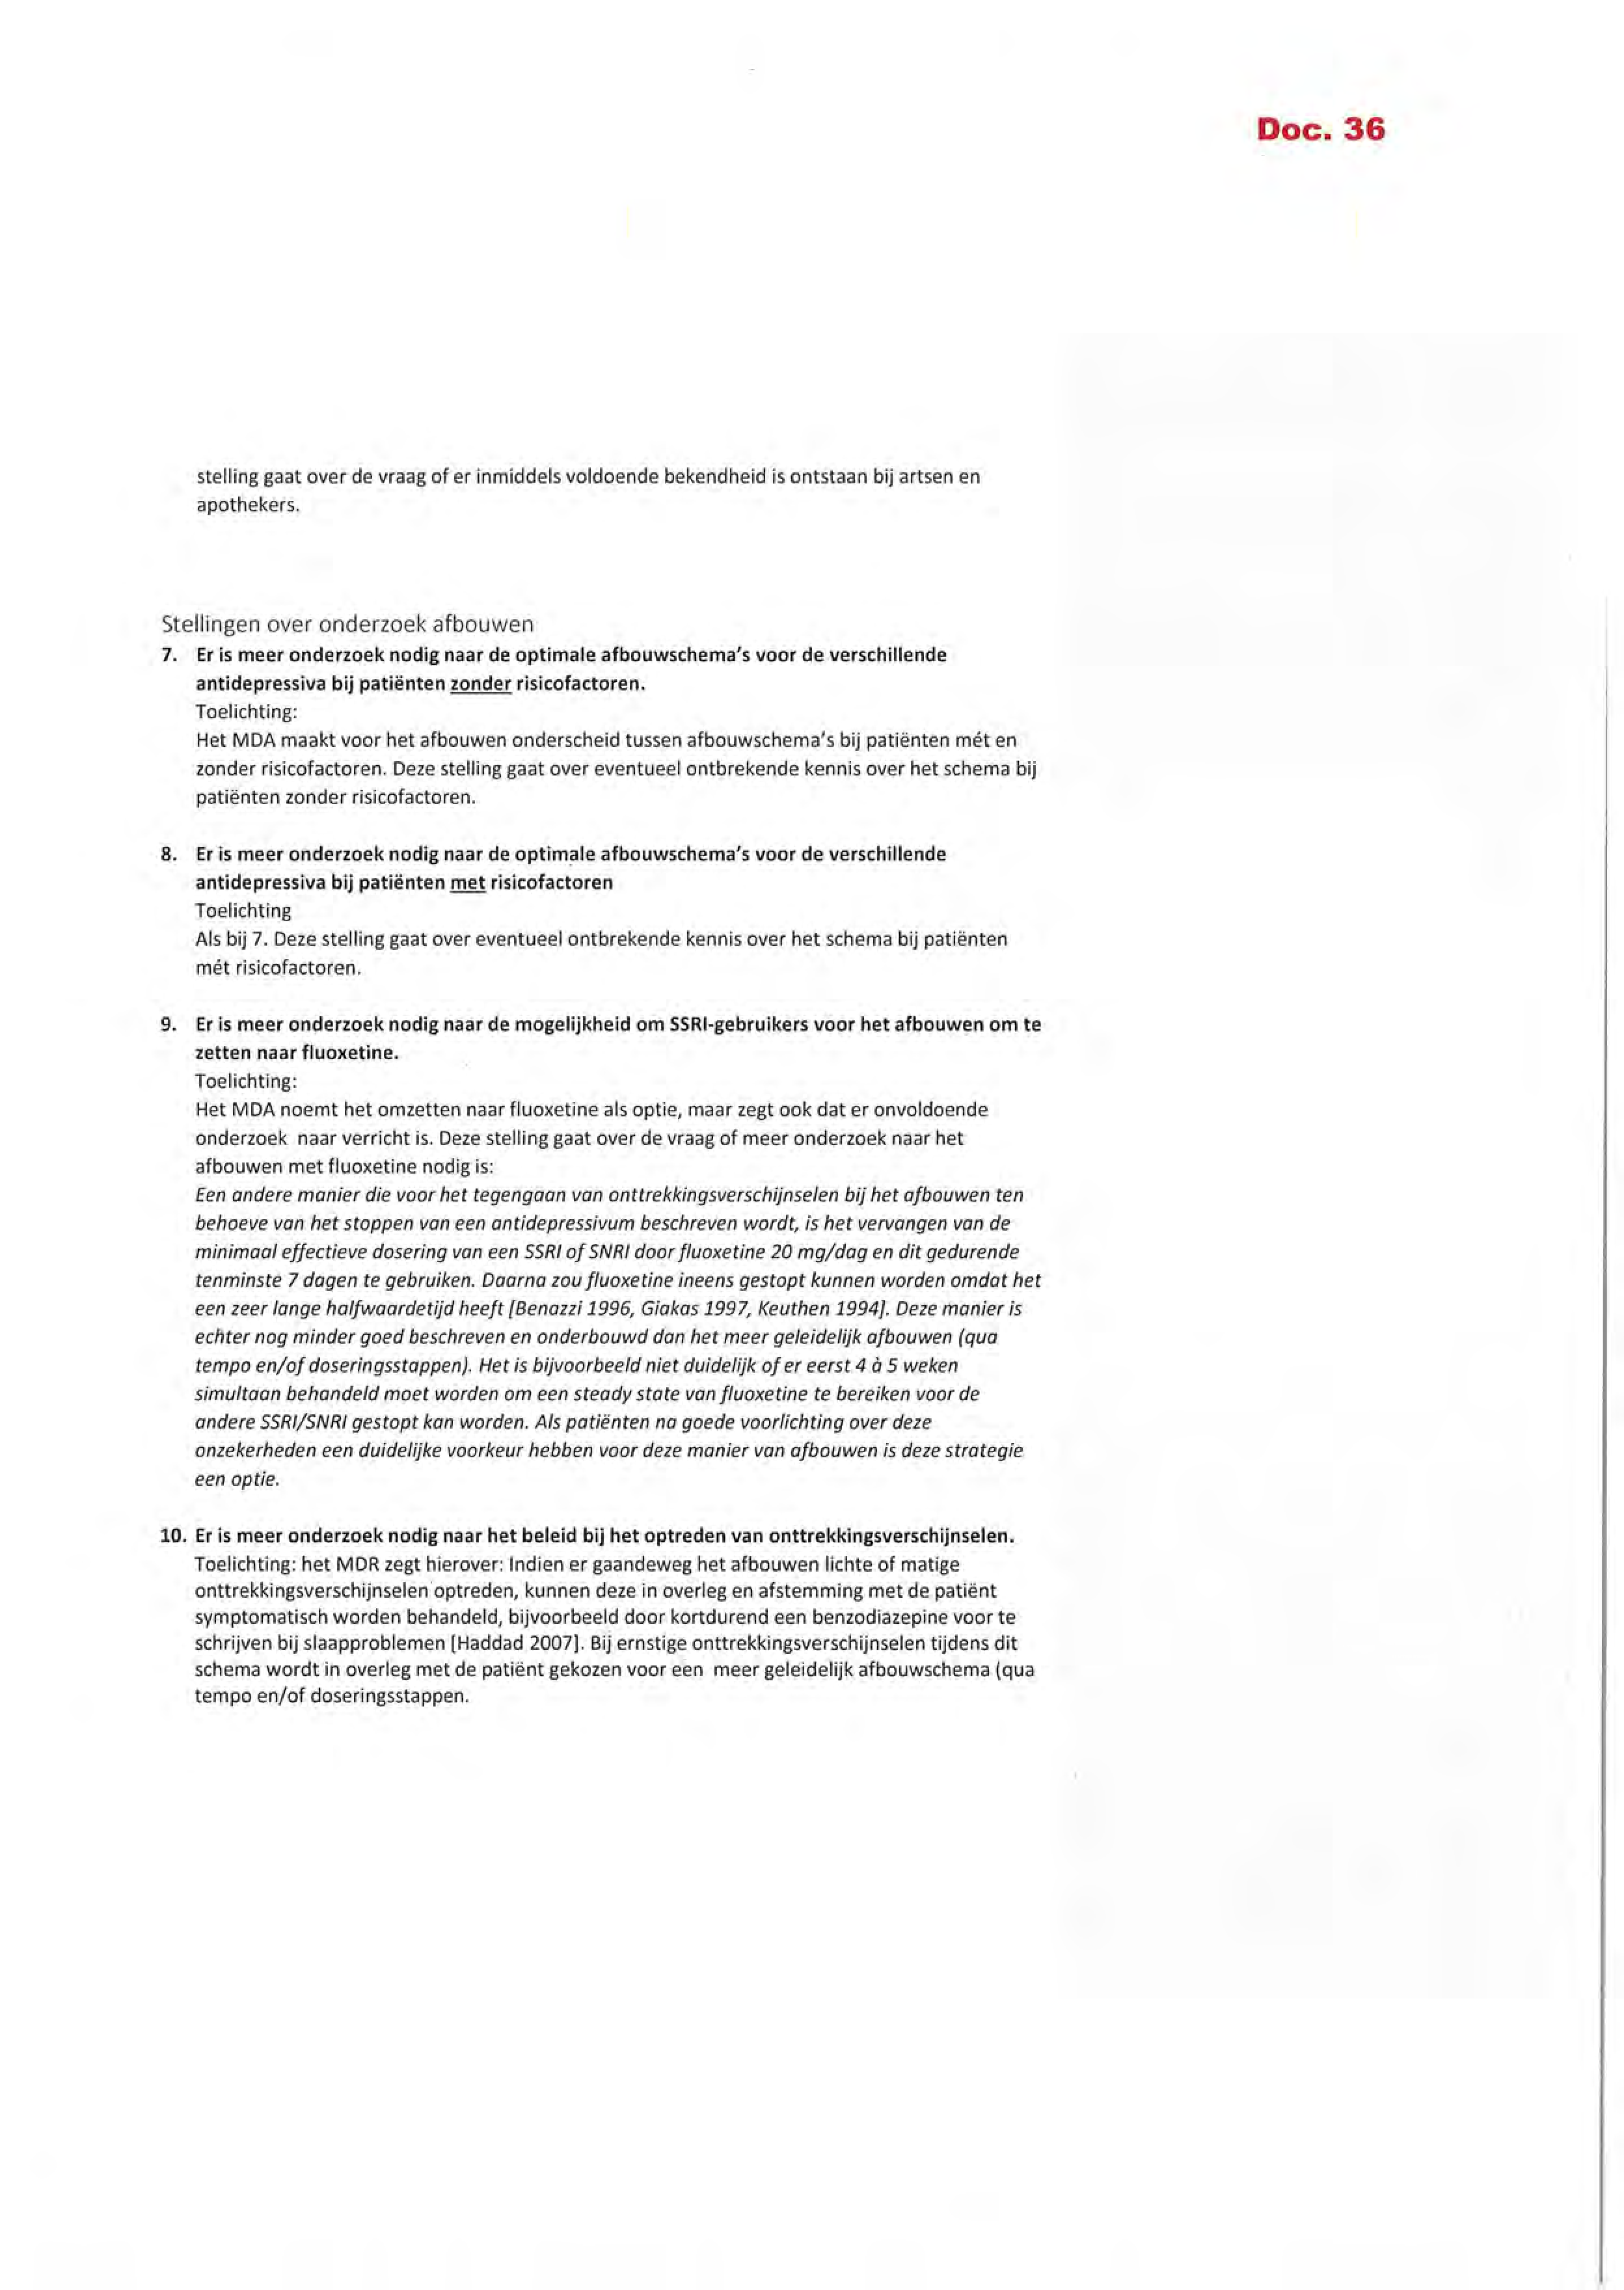 Doc. 36
stelling gaat over de vraag of er inmiddels voldoende bekendheid is ontstaan bij artsen en
apothekers.
Stellingen over onderzoek afbouwen
7. Er is meer onderzoek nodig naar de optimale afbouwschema's voor de verschillende
antidepressiva bij patiënten zonder risicofactoren.
Toelichting:
Het MDA maakt voor het afbouwen onderscheid tussen afbouwschema's bij patiënten mét en
zonder risicofactoren. Deze stelling gaat over eventueel ontbrekende kennis over het schema bij
patiënten zonder risicofactoren.
8. Er is meer onderzoek nodig naar de optimale afbouwschema's voor de verschillende
antidepressiva bij patiënten met risicofactoren
Toelichting
Als bij 7. Deze stelling gaat over eventueel ontbrekende kennis over het schema bij patiënten
mét risicofactoren.
9. Er is meer onderzoek nodig naar de mogelijkheid om SSRI-gebruikers voor het afbouwen om te
zetten naar fluoxetine.
Toelichting:
Het MDA noemt het omzetten naar fluoxetine als optie, maar zegt ook dat er onvoldoende
onderzoek naar verricht is. Deze stelling gaat over de vraag of meer onderzoek naar het
afbouwen met fluoxetine nodig is:
Een andere manier die voor het tegengaan van onttrekkingsverschijnselen bij het afbouwen ten
behoeve van het stoppen van een antidepressivum beschreven wordt, is het vervangen van de
minimaal effectieve dosering van een SSRI of SNRI door fluoxetine 20 mg/dag en dit gedurende
tenminste 7 dagen te gebruiken. Daarna zou fluoxetine ineens gestopt kunnen worden omdat het
een zeer lange halfwaardetijd heeft [Benazzi 1996, Giakas 1997, Keuthen 1994]. Deze manier is
echter nog minder goed beschreven en onderbouwd dan het meer geleidelijk afbouwen (qua
tempo en/of doseringsstappen). Het is bijvoorbeeld niet duidelijk of er eerst 4 à 5 weken
simultaan behandeld moet worden om een steady state van fluoxetine te bereiken voor de
andere SSRI/SNRI gestopt kan worden. Als patiënten na goede voorlichting over deze
onzekerheden een duidelijke voorkeur hebben voor deze manier van afbouwen is deze strategie
een optie.
10. Er is meer onderzoek nodig naar het beleid bij het optreden van onttrekkingsverschijnselen.
Toelichting: het MDR zegt hierover: Indien er gaandeweg het afbouwen lichte of matige
onttrekkingsverschijnselen optreden, kunnen deze in overleg en afstemming met de patiënt
symptomatisch worden behandeld, bijvoorbeeld door kortdurend een benzodiazepine voor te
schrijven bij slaapproblemen [Haddad 2007]. Bij ernstige onttrekkingsverschijnselen tijdens dit
schema wordt in overleg met de patiënt gekozen voor een meer geleidelijk afbouwschema (qua
tempo en/of doseringsstappen.